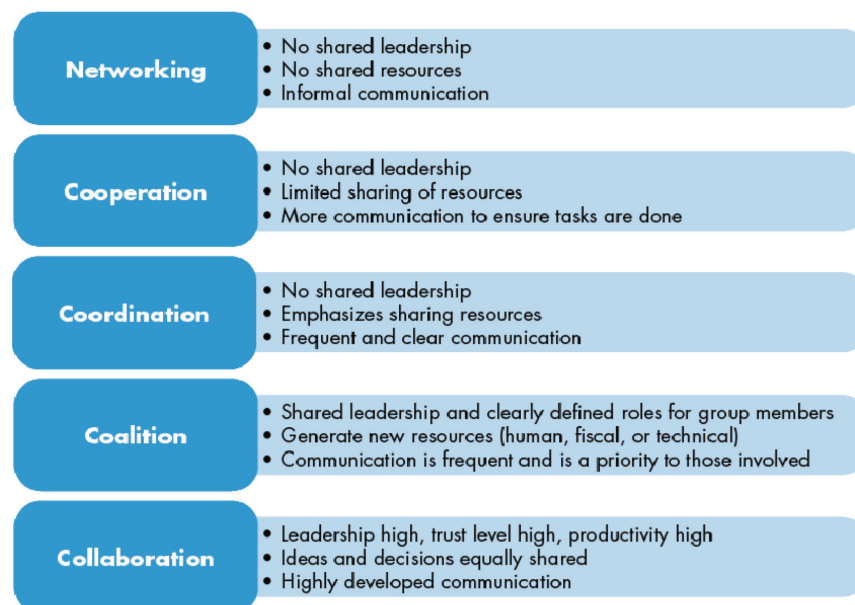 Networking
• No shared leadership
• No shared resources
• Informal communication
Cooperation
• No shared leadership
• Limited sharing of resources
• More communication to ensure tasks are done
Coordination
• No shared leadership
• Emphasizes sharing resources
• Frequent and clear communication
Coalition
• Shared leadership and clearly defined roles for group members
• Generate new resources (human, fiscal, or technical)
• Communication is frequent and is a priority to those involved
Collaboration
• Leadership high, trust level high, productivity high
• Ideas and decisions equally shared
• Highly developed communication